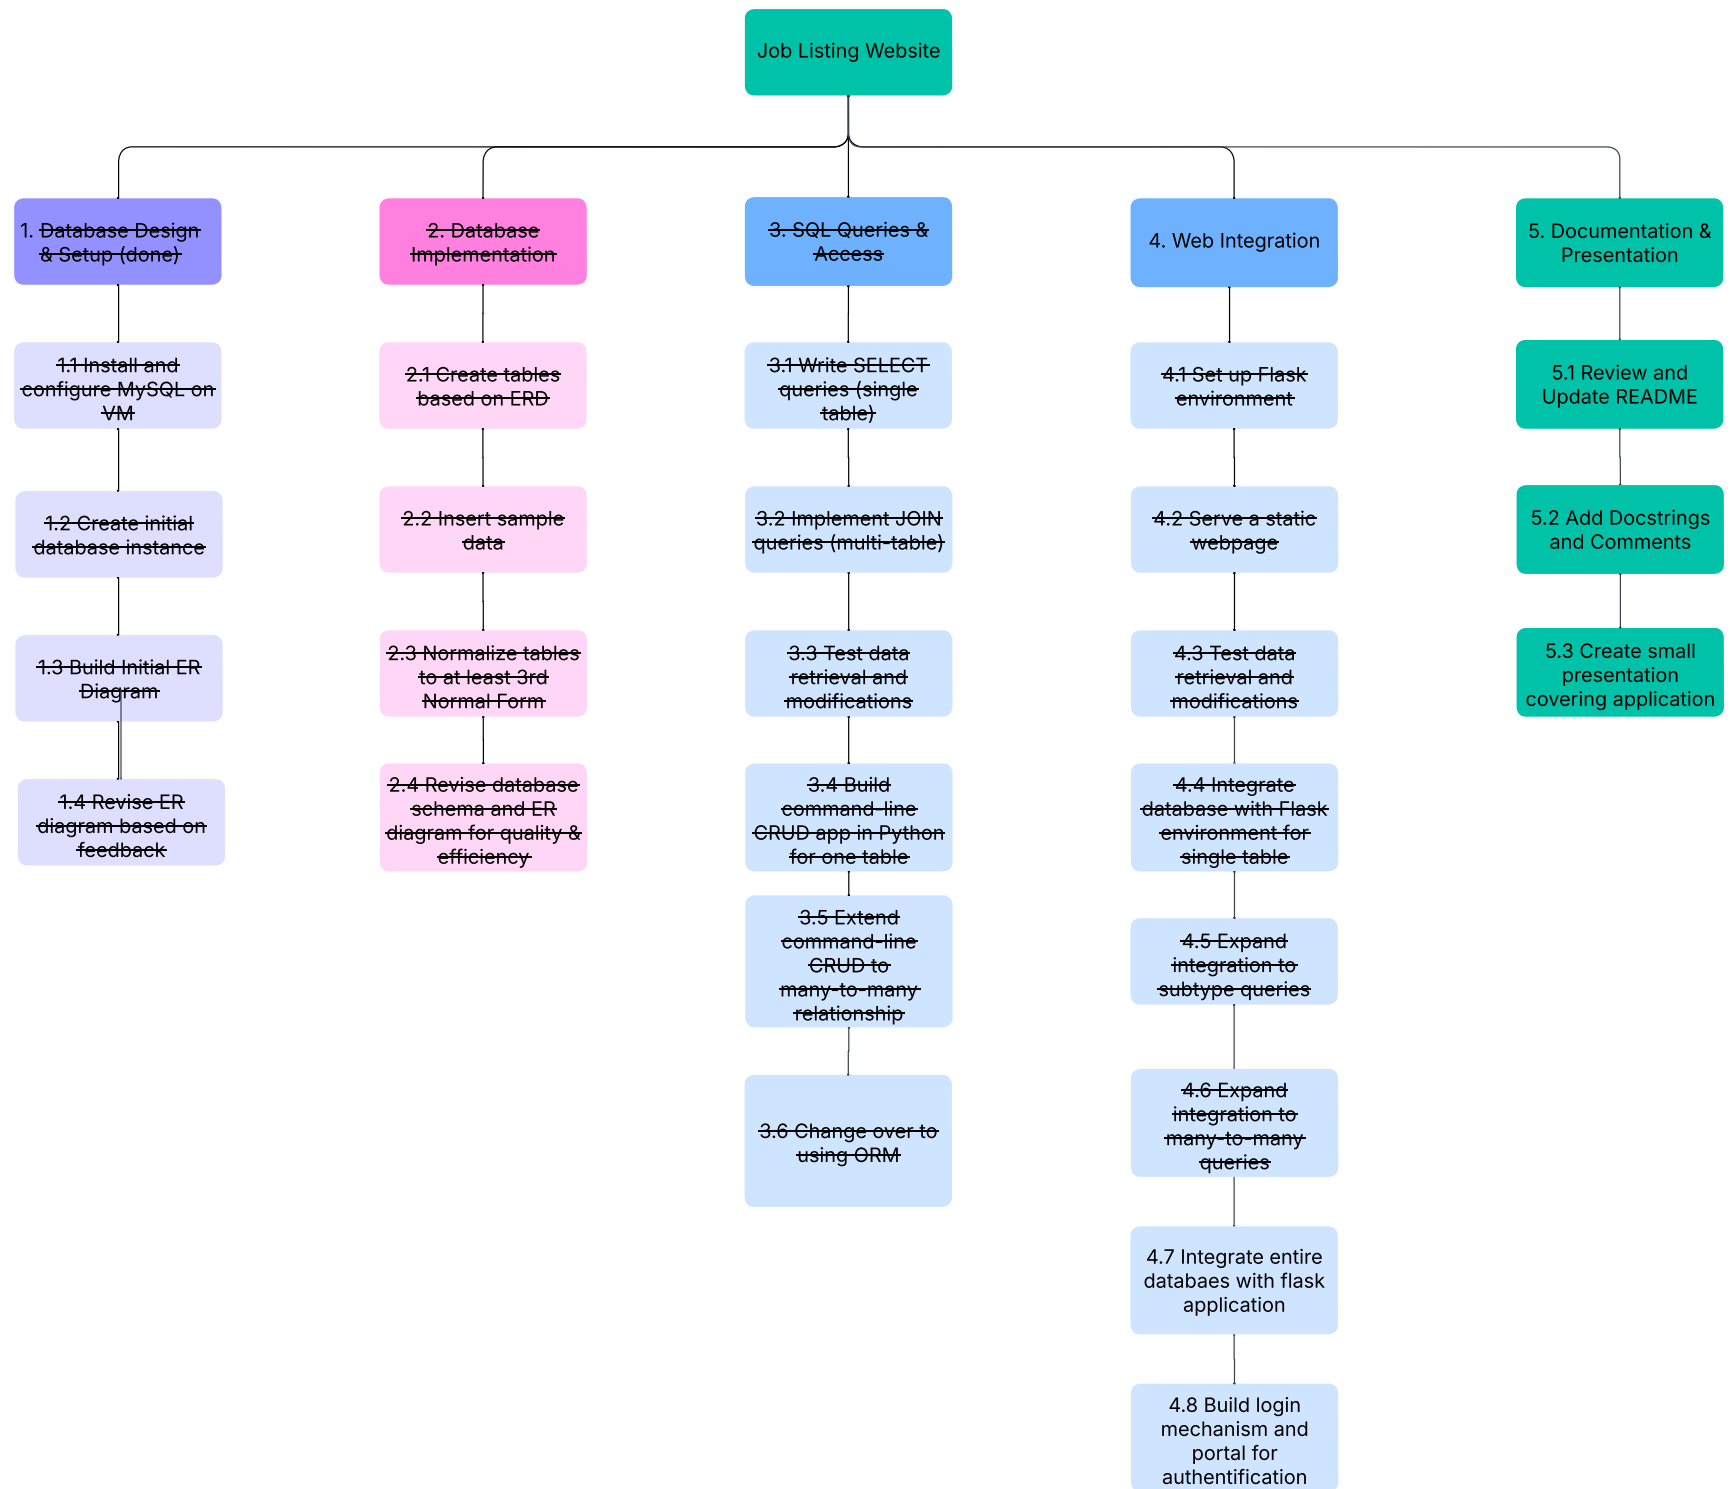 Job Listing Website
1. Database Design
& Setup (done)
1.1 Install and
configure MySQL on
VM
1.2 Create initial
database instance
1.3 Build Initial ER
Diagram
1.4 Revise ER
diagram based on
feedback
2. Database
Implementation
2.1 Create tables
based on ERD
2.2 Insert sample
data
2.3 Normalize tables
to at least 3rd
Normal Form
2.4 Revise database
schema and ER
diagram for quality &
efficiency
3. SQL Queries &
Access
3.1 Write SELECT
queries (single
table)
3.2 Implement JOIN
queries (multi-table)
3.3 Test data
retrieval and
modifications
3.4 Build
command-line
CRUD app in Python
for one table
3.5 Extend
command-line
CRUD to
many-to-many
relationship
3.6 Change over to
using ORM
4. Web Integration
4.1 Set up Flask
environment
4.2 Serve a static
webpage
4.3 Test data
retrieval and
modifications
4.4 Integrate
database with Flask
environment for
single table
4.5 Expand
integration to
subtype queries
4.6 Expand
integration to
many-to-many
queries
4.7 Integrate entire
databaes with flask
application
4.8 Build login
mechanism and
portal for
authentification
5. Documentation &
Presentation
5.1 Review and
Update README
5.2 Add Docstrings
and Comments
5.3 Create small
presentation
covering application